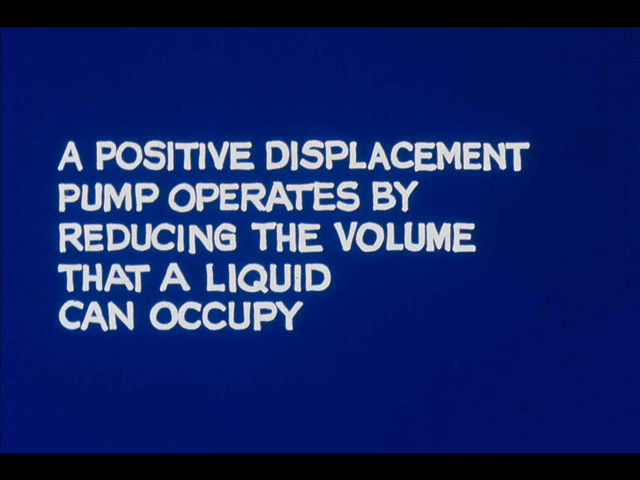 A POSITIVE DISPLACEMENT
PUMP OPERATES BY
REDUCING THE VOLUME
THAT A LIQUID
CAN OCCUPY